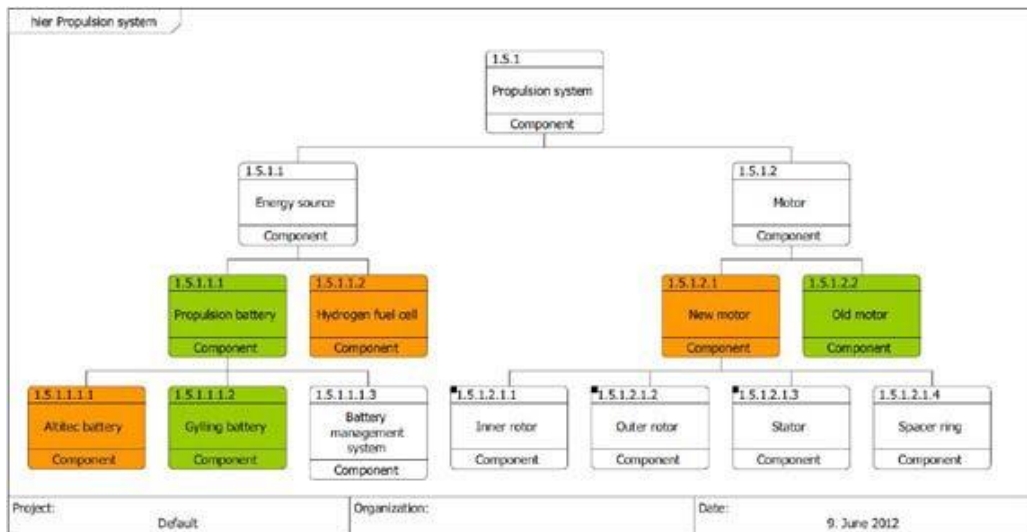 hier Propulsion system
1.5.1
Propulsion system
Component
1.5.1.1
Energy source
Component
1.5.1.2
Motor
Component
1.5.1.1.1
Propulsion battery
Component
1.5.1.1.2
Hydrogen fuel cell
Component
1.5.1.2.1
New motor
Component
1.5.1.2.2
Old motor
Component
1.5.1.1.1.1
Altitec battery
Component
1.5.1.1.1.2
Gylling battery
Component
1.5.1.1.1.3
Battery
management
system
Component
1.5.1.2.1.1
Inner rotor
Component
1.5.1.2.1.2
Outer rotor
Component
1.5.1.2.1.3
Stator
Component
1.5.1.2.1.4
Spacer ring
Component
Project:
Default
Organization:
Date:
9. June 2012